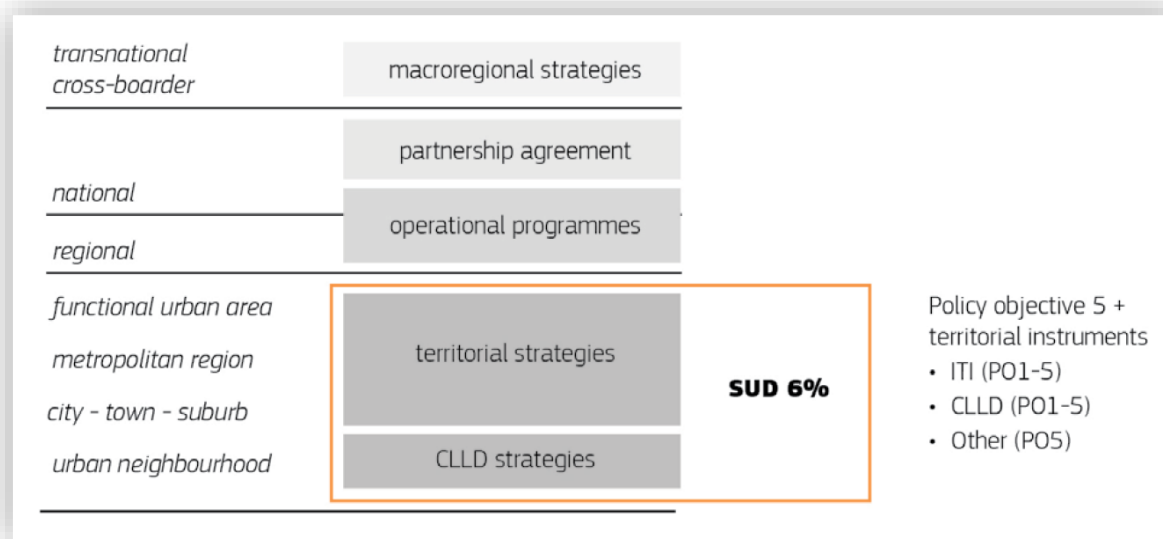 transnational
cross-boarder
macroregional strategies
partnership agreement
national
operational programmes
regional
functional urban area
metropolitan region
city - town - suburb
urban neighbourhood
territorial strategies
CLLD strategies
SUD 6%
Policy objective 5 +
territorial instruments
• ITI (PO1-5)
• CLLD (PO1-5)
• Other (PO5)